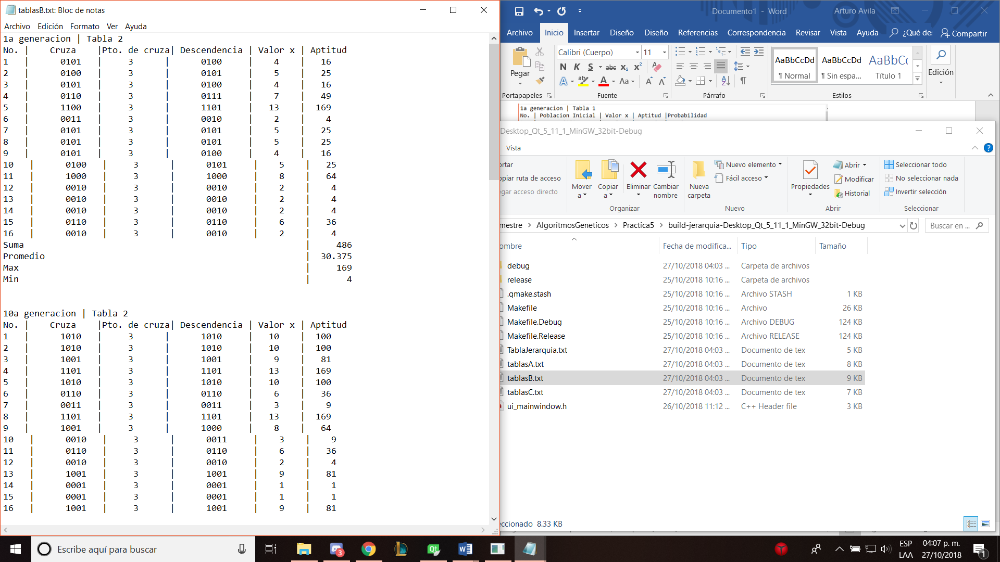 tablasB.txt: Bloc de notas
Archivo Edición Formato Ver Ayuda
1a generacion | Tabla 2
No. | Cruza |Pto. de cruza| Descendencia | Valor x | Aptitud
1 | 0101 | 3 | 0100 | 4 | 16
2 | 0100 | 3 | 0101 | 5 | 25
3 | 0101 | 3 | 0100 | 4 | 16
4 | 0110 | 3 | 0111 | 7 | 49
5 | 1100 | 3 | 1101 | 13 | 169
6 | 0011 | 3 | 0010 | 2 | 4
7 | 0101 | 3 | 0101 | 5 | 25
8 | 0101 | 3 | 0101 | 5 | 25
9 | 0101 | 3 | 0100 | 4 | 16
10 | 0100 | 3 | 0101 | 5 | 25
11 | 1000 | 3 | 1000 | 8 | 64
12 | 0010 | 3 | 0010 | 2 | 4
13 | 0010 | 3 | 0010 | 2 | 4
14 | 0010 | 3 | 0010 | 2 | 4
15 | 0110 | 3 | 0110 | 6 | 36
16 | 0010 | 3 | 0010 | 2 | 4
Suma | 486
Promedio | 30.375
Max | 169
Min | 4
10a generacion | Tabla 2
No. | Cruza |Pto. de cruza| Descendencia | Valor x | Aptitud
1 | 1010 | 3 | 1010 | 10 | 100
2 | 1010 | 3 | 1010 | 10 | 100
3 | 1001 | 3 | 1001 | 9 | 81
4 | 1101 | 3 | 1101 | 13 | 169
5 | 1010 | 3 | 1010 | 10 | 100
6 | 0110 | 3 | 0110 | 6 | 36
7 | 0011 | 3 | 0011 | 3 | 9
8 | 1101 | 3 | 1101 | 13 | 169
9 | 1001 | 3 | 1000 | 8 | 64
10 | 0010 | 3 | 0011 | 3 | 9
11 | 0110 | 3 | 0110 | 6 | 36
12 | 0010 | 3 | 0010 | 2 | 4
13 | 1001 | 3 | 1001 | 9 | 81
14 | 0001 | 3 | 0001 | 1 | 1
15 | 0001 | 3 | 0001 | 1 | 1
16 | 1001 | 3 | 1001 | 9 | 81
Documento1 - Word
Arturo Avila
Archivo Inicio Insertar Diseño Diseño Referencias Correspondencia Revisar Vista Ayuda ¿Qué de: Compartir
Pegar
Calibri (Cuerpo) 11
N K S abc x₂ x²
A ab A Aa A A
AaBbCcDd AaBbCcDd AaBbCc
¶ Normal ¶ Sin espa... Título 1
Edición
Portapapeles Fuente Párrafo Estilos
1a generacion | Tabla 1
No. | Poblacion Inicial | Valor x | Aptitud |Probabilidad
Desktop_Qt_5_11_1_MinGW_32bit-Debug
Vista
ortar
opiar ruta de acceso
egar acceso directo
Mover a
Copiar a
Eliminar
Cambiar nombre
Organizar
Nueva carpeta
Nuevo elemento
Fácil acceso
Nuevo
Propiedades
Abrir
Modificar
Historial
Abrir
Seleccionar todo
No seleccionar nada
Invertir selección
Seleccionar
mestre > AlgoritmosGeneticos > Practica5 > build-jerarquia-Desktop_Qt_5_11_1_MinGW_32bit-Debug
Buscar en ...
ombre Fecha de modifica... Tipo Tamaño
debug 27/10/2018 04:03 ... Carpeta de archivos
release 25/10/2018 10:16 ... Carpeta de archivos
.qmake.stash 25/10/2018 10:16 ... Archivo STASH 1 KB
Makefile 25/10/2018 10:16 ... Archivo 26 KB
Makefile.Debug 25/10/2018 10:16 ... Archivo DEBUG 124 KB
Makefile.Release 25/10/2018 10:16 ... Archivo RELEASE 124 KB
TablaJerarquia.txt 27/10/2018 04:03 ... Documento de tex 5 KB
tablasA.txt 27/10/2018 04:03 ... Documento de tex 8 KB
tablasB.txt 27/10/2018 04:03 ... Documento de tex 9 KB
tablasC.txt 27/10/2018 04:03 ... Documento de tex 7 KB
ui_mainwindow.h 26/10/2018 11:12 ... C++ Header file 3 KB
eccionado 8.33 KB
Escribe aquí para buscar
3
Qt
ESP
LAA
04:07 p. m.
27/10/2018
1